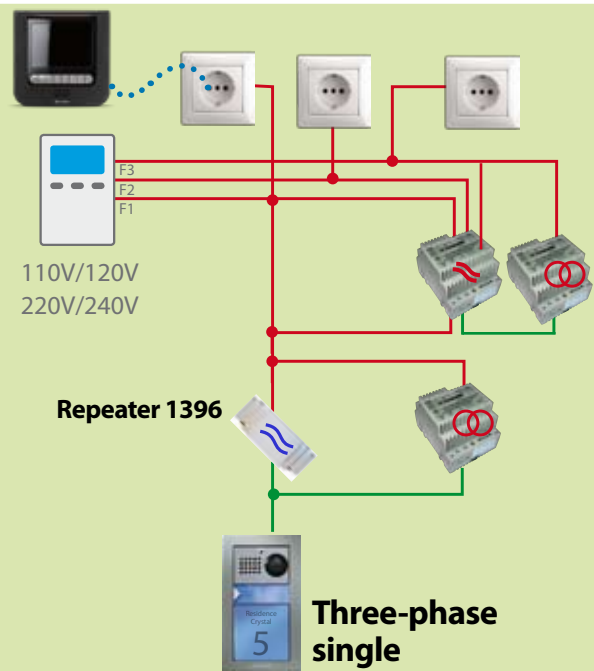 F3
F2
F1
110V/120V
220V/240V
Repeater 1396
Residence
Crystal
5
Three-phase
single